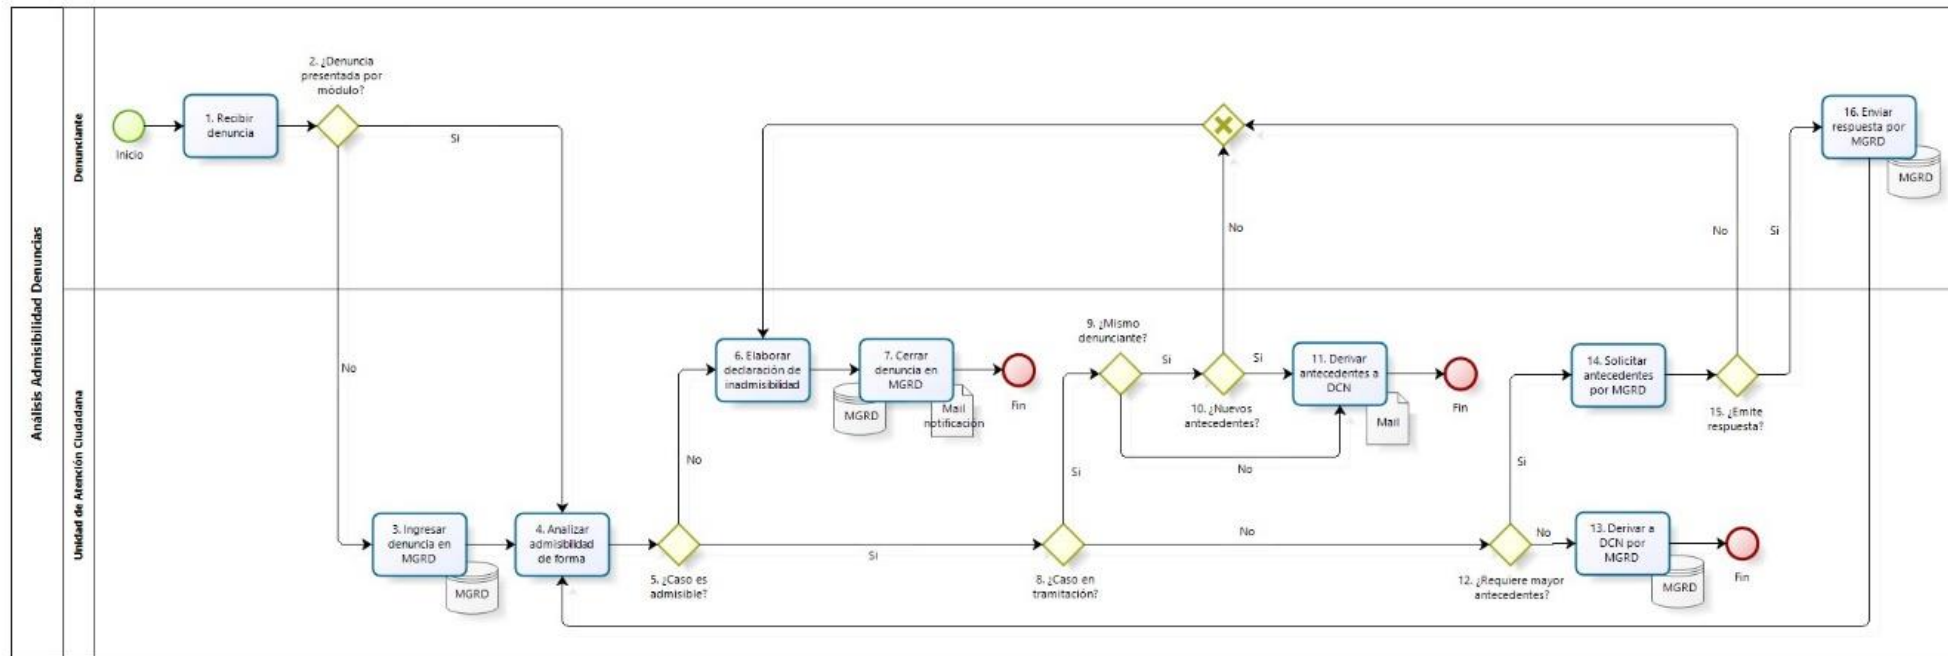 Análisis Admisibilidad Denuncias
Denunciante
Inicio
1. Recibir
denuncia
2. ¿Denuncia
presentada por
módulo?
Si
No
16. Enviar
respuesta por
MGRD
MGRD
No
No
Si
Unidad de Atención Ciudadana
3. Ingresar
denuncia en
MGRD
MGRD
4. Analizar
admisibilidad
de forma
5. ¿Caso es
admisible?
No
Si
6. Elaborar
declaración de
inadmisibilidad
7. Cerrar
denuncia en
MGRD
MGRD
Mail
notificación
Fin
8. ¿Caso en
tramitación?
Si
No
9. ¿Mismo
denunciante?
Si
No
10. ¿Nuevos
antecedentes?
Si
11. Derivar
antecedentes a
DCN
Mail
Fin
12. ¿Requiere mayor
antecedentes?
Si
No
13. Derivar a
DCN por
MGRD
MGRD
Fin
14. Solicitar
antecedentes
por MGRD
15. ¿Emite
respuesta?